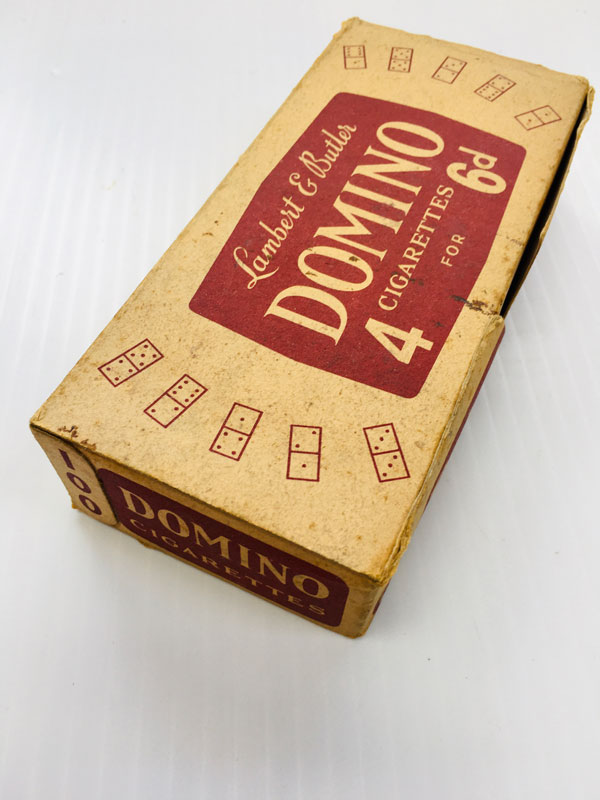 Lambert & Butler
DOMINO
4 CIGARETTES
FOR
6d
100
DOMINO
CIGARETTES